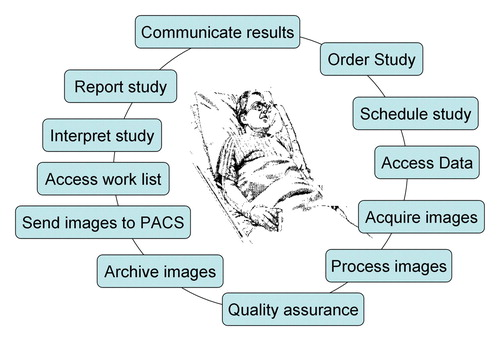 Communicate results
Order Study
Schedule study
Access Data
Acquire images
Process images
Quality assurance
Archive images
Send images to PACS
Access work list
Interpret study
Report study